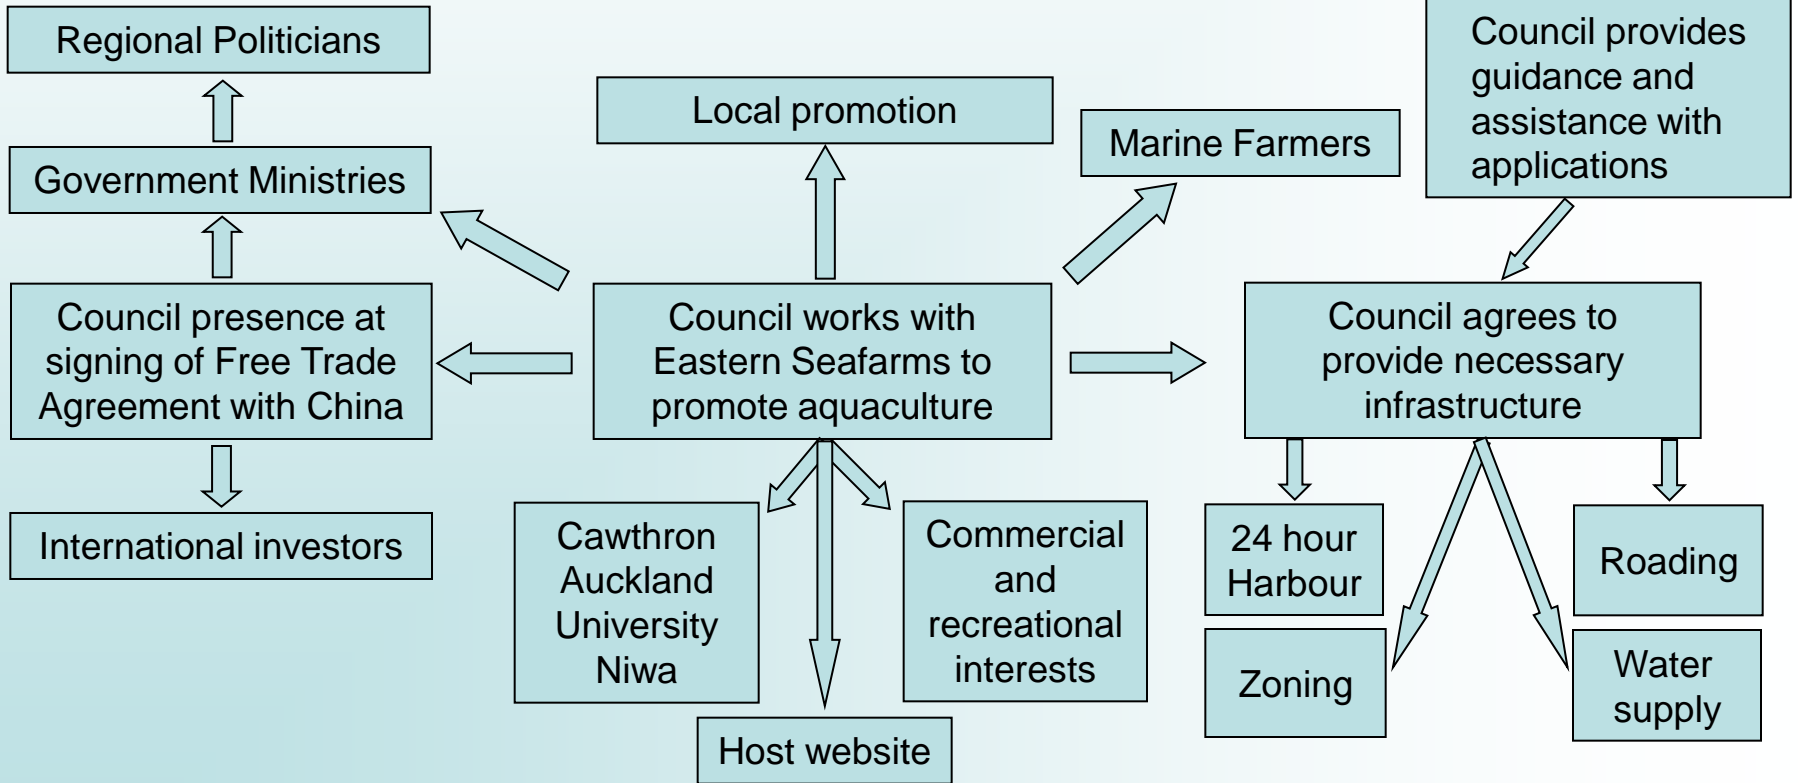 Regional Politicians
Government Ministries
Council presence at
signing of Free Trade
Agreement with China
International investors
Local promotion
Council works with
Eastern Seafarms to
promote aquaculture
Cawthron
Auckland
University
Niwa
Host website
Commercial
and
recreational
interests
Marine Farmers
Council provides
guidance and
assistance with
applications
Council agrees to
provide necessary
infrastructure
24 hour
Harbour
Zoning
Roading
Water
supply